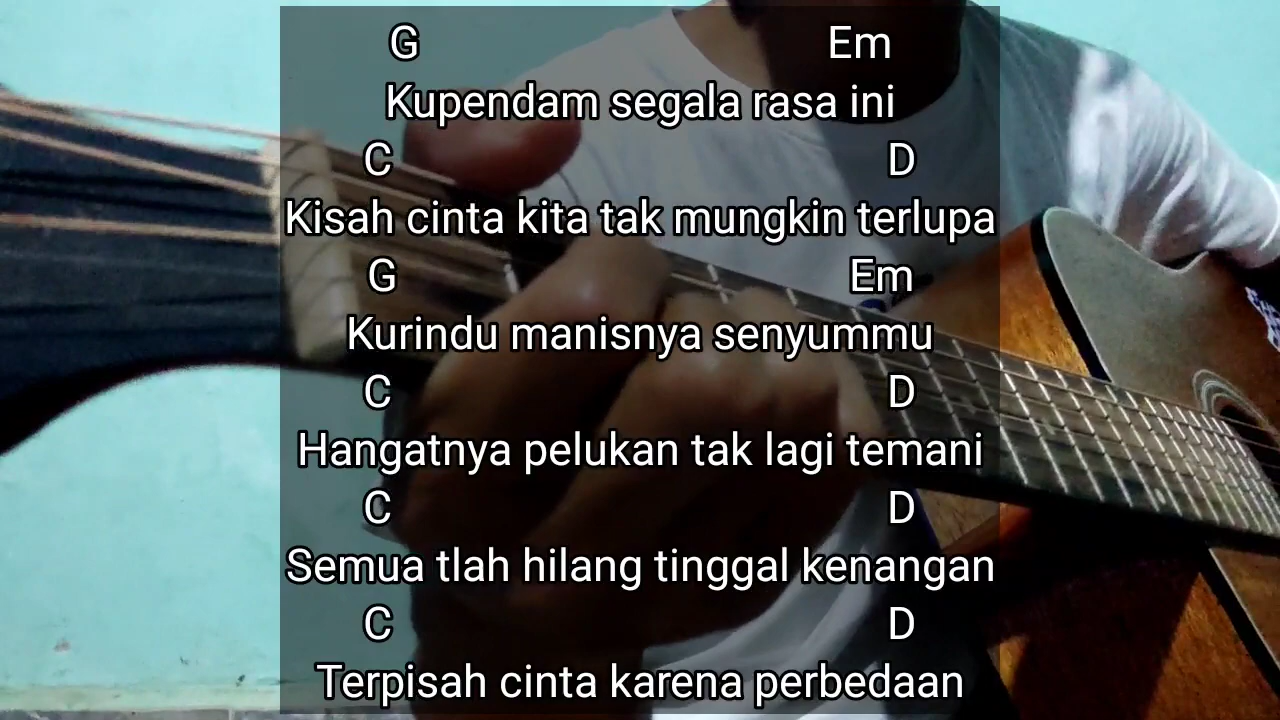 G Em
Kupendam segala rasa ini
C D
Kisah cinta kita tak mungkin terlupa
G Em
Kurindu manisnya senyummu
C D
Hangatnya pelukan tak lagi temani
C D
Semua tlah hilang tinggal kenangan
C D
Terpisah cinta karena perbedaan